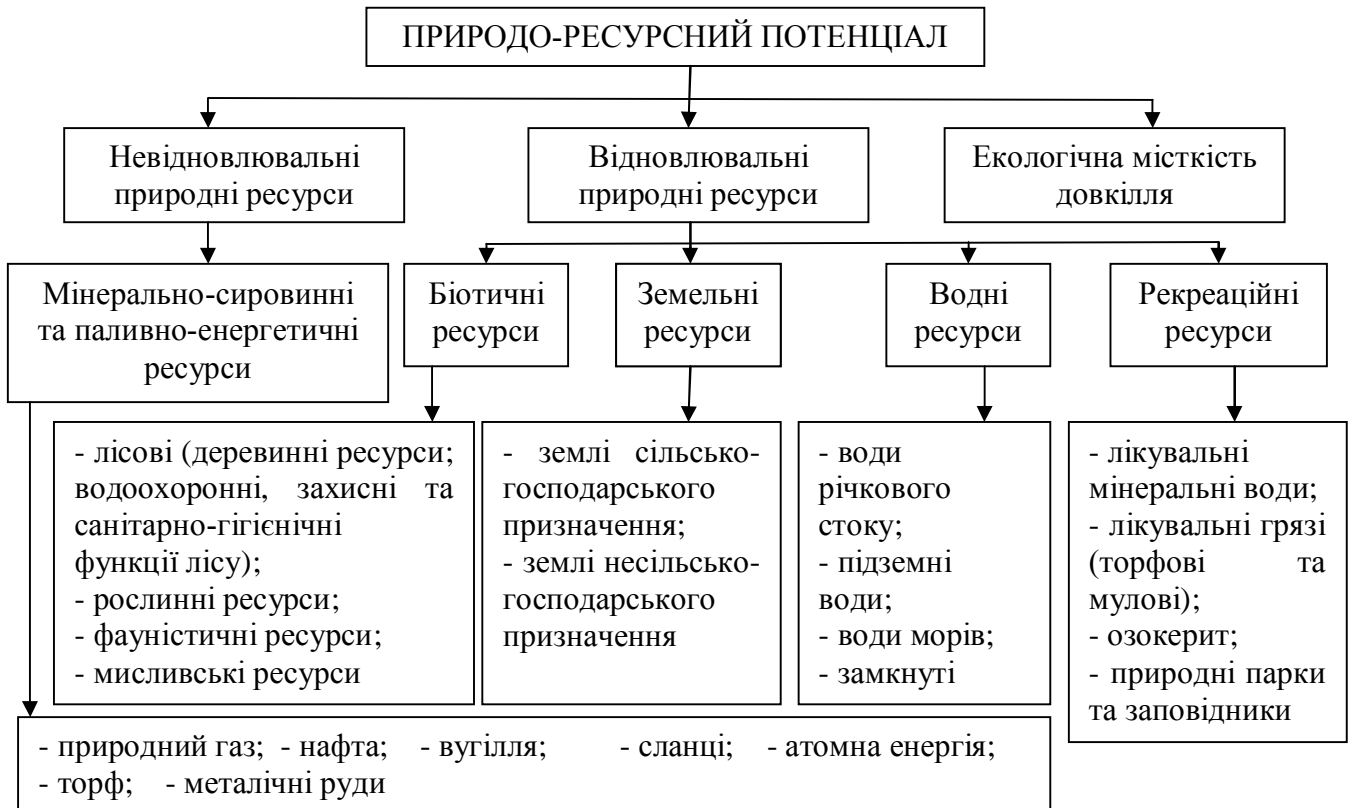 ПРИРОДО-РЕСУРСНИЙ ПОТЕНЦІАЛ
Невідновлювальні
природні ресурси
Відновлювальні
природні ресурси
Екологічна місткість
довкілля
Мінерально-сировинні
та паливно-енергетичні
ресурси
Біотичні
ресурси
Земельні
ресурси
Водні
ресурси
Рекреаційні
ресурси
- лісові (деревинні ресурси;
водоохоронні, захисні та
санітарно-гігієнічні
функції лісу);
- рослинні ресурси;
- фауністичні ресурси;
- мисливські ресурси
- землі сільсько-
господарського
призначення;
- землі несільсько-
господарського
призначення
- води
річкового
стоку;
- підземні
води;
- води морів;
- замкнуті
- лікувальні
мінеральні води;
- лікувальні грязі
(торфові та
мулові);
- озокерит;
- природні парки
та заповідники
- природний газ; - нафта; - вугілля; - сланці; - атомна енергія;
- торф; - металічні руди